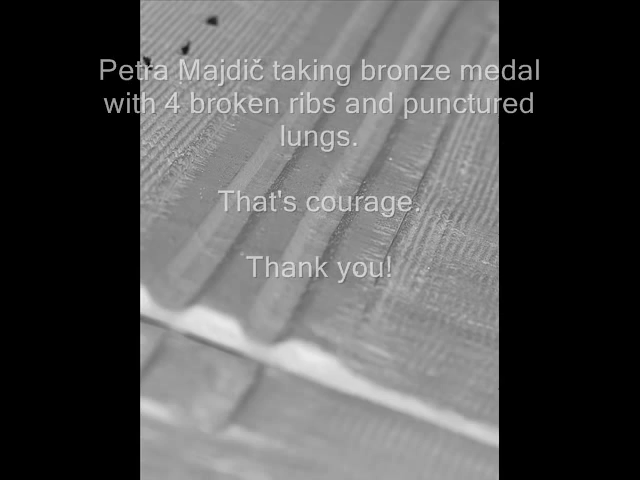 Petra Majdič taking bronze medal
with 4 broken ribs and punctured
lungs.
That's courage.
Thank you!